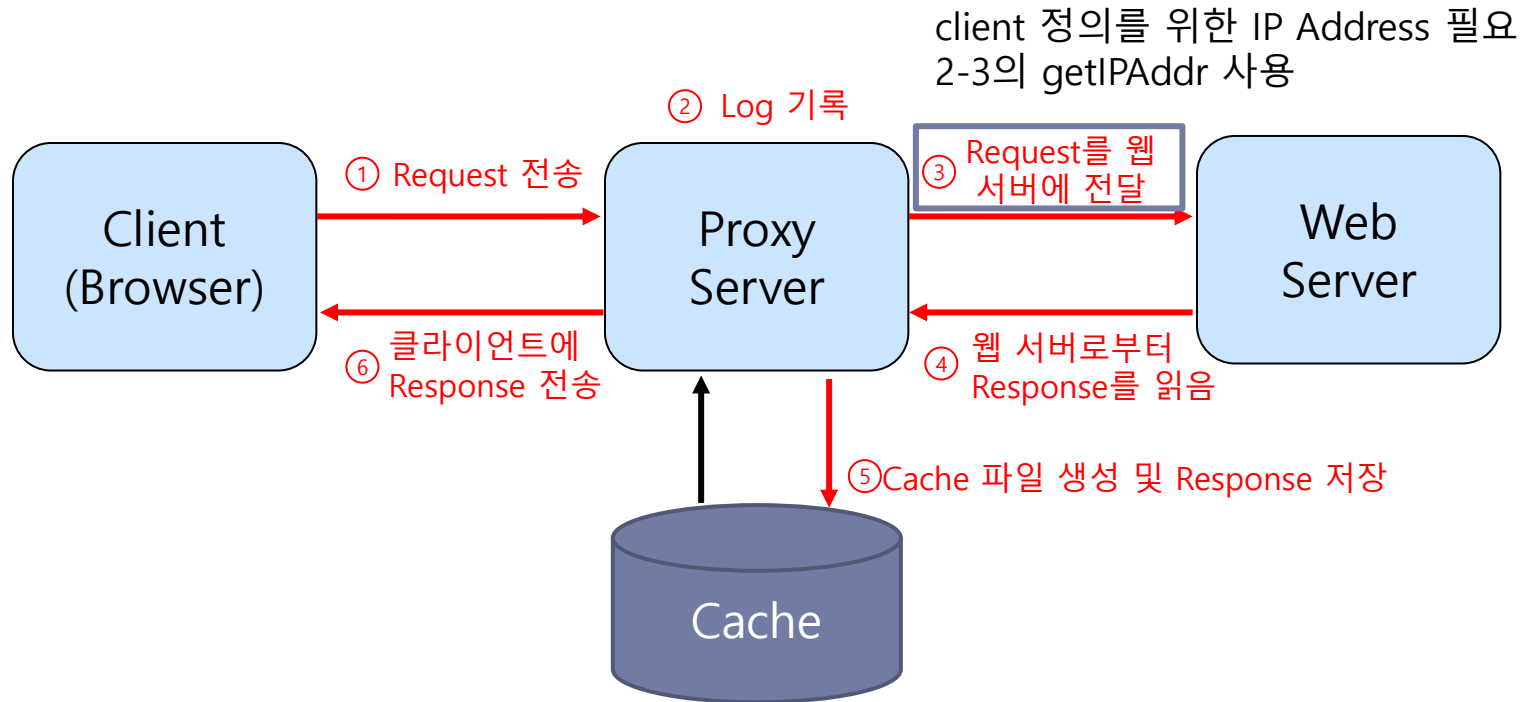 client 정의를 위한 IP Address 필요
2-3의 getIPAddr 사용
② Log 기록
Client
(Browser)
① Request 전송
Proxy
Server
③ Request를 웹
서버에 전달
Web
Server
⑥ 클라이언트에
Response 전송
④ 웹 서버로부터
Response를 읽음
⑤Cache 파일 생성 및 Response 저장
Cache